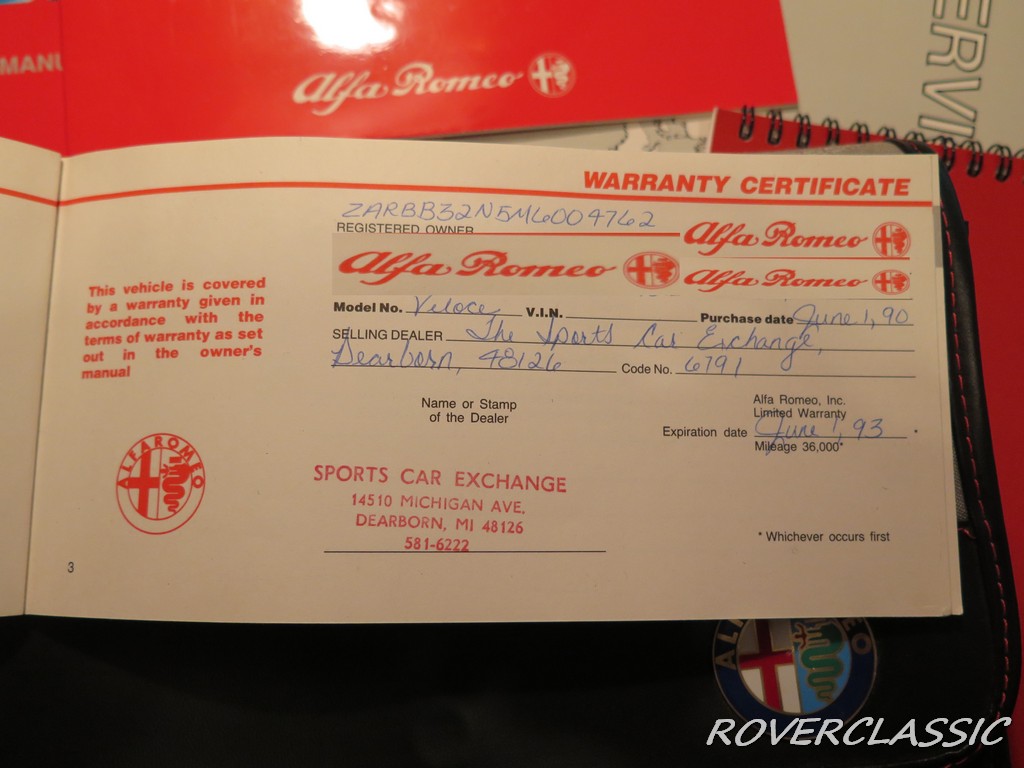 MANU
Alfa Romeo
ERVI
WARRANTY CERTIFICATE
ZARBB32N5M6004762
REGISTERED OWNER
Alfa Romeo
Alfa Romeo
Alfa Romeo
This vehicle is covered
by a warranty given in
accordance with the
terms of warranty as set
out in the owner's
manual
Model No. Veloce V.I.N. Purchase date June 1, 90
SELLING DEALER The Sports Car Exchange,
Dearborn, 48126 Code No. 6791
Name or Stamp
of the Dealer
Alfa Romeo, Inc.
Limited Warranty
Expiration date June 1, 93
Mileage 36,000*
ALFA ROMEO
SPORTS CAR EXCHANGE
14510 MICHIGAN AVE.
DEARBORN, MI 48126
581-6222
* Whichever occurs first
3
ALFA ROMEO
ROVERCLASSIC